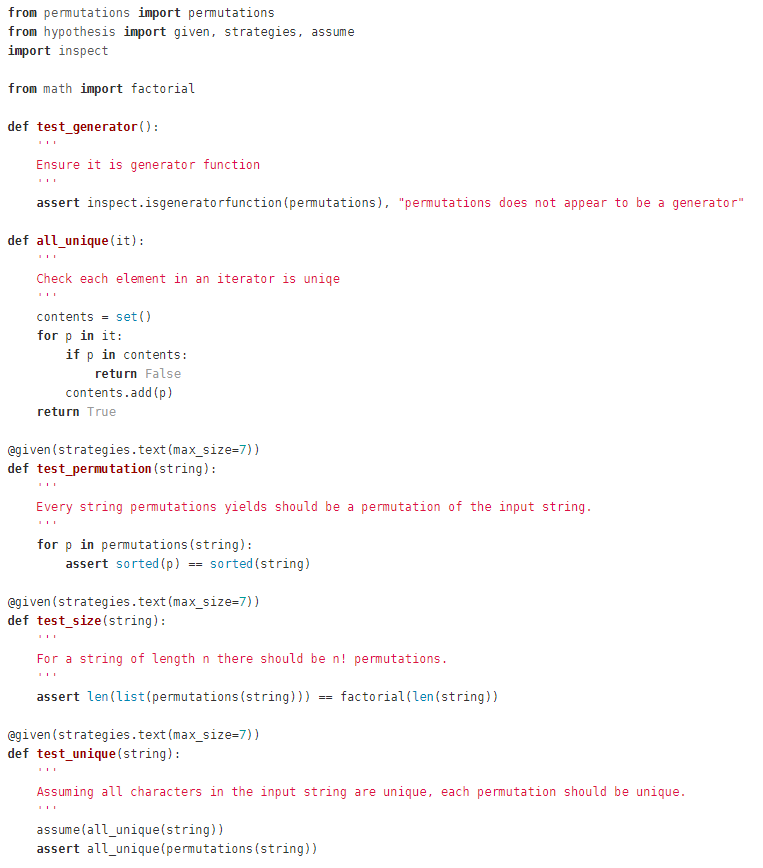 from permutations import permutations
from hypothesis import given, strategies, assume
import inspect

from math import factorial

def test_generator():
    '''
    Ensure it is generator function
    '''
    assert inspect.isgeneratorfunction(permutations), "permutations does not appear to be a generator"

def all_unique(it):
    '''
    Check each element in an iterator is uniqe
    '''
    contents = set()
    for p in it:
        if p in contents:
            return False
        contents.add(p)
    return True

@given(strategies.text(max_size=7))
def test_permutation(string):
    '''
    Every string permutations yields should be a permutation of the input string.
    '''
    for p in permutations(string):
        assert sorted(p) == sorted(string)

@given(strategies.text(max_size=7))
def test_size(string):
    '''
    For a string of length n there should be n! permutations.
    '''
    assert len(list(permutations(string))) == factorial(len(string))

@given(strategies.text(max_size=7))
def test_unique(string):
    '''
    Assuming all characters in the input string are unique, each permutation should be unique.
    '''
    assume(all_unique(string))
    assert all_unique(permutations(string))